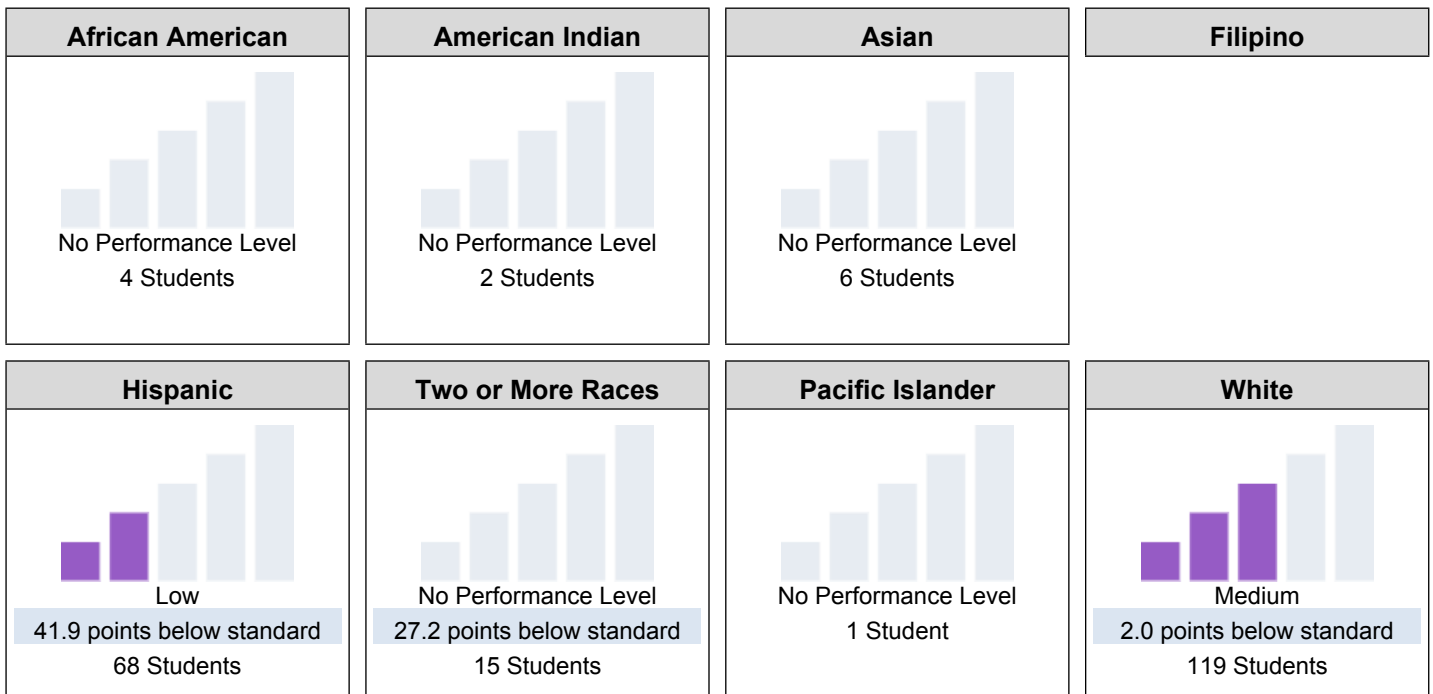 African American
No Performance Level
4 Students
American Indian
No Performance Level
2 Students
Asian
No Performance Level
6 Students
Filipino
Hispanic
Low
41.9 points below standard
68 Students
Two or More Races
No Performance Level
27.2 points below standard
15 Students
Pacific Islander
No Performance Level
1 Student
White
Medium
2.0 points below standard
119 Students